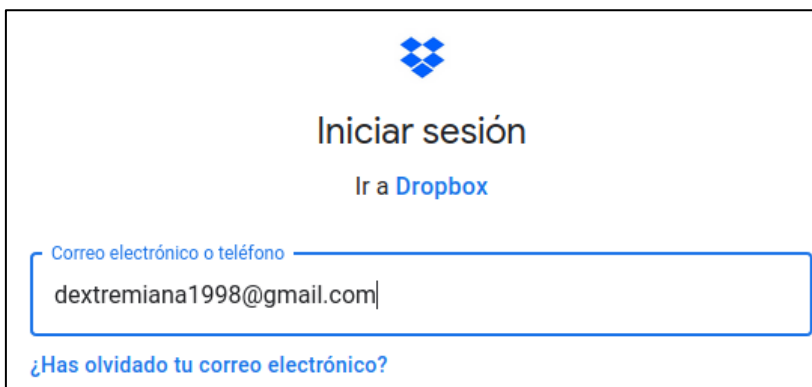 Iniciar sesión
Ir a Dropbox
Correo electrónico o teléfono
dextremiana1998@gmail.com
¿Has olvidado tu correo electrónico?